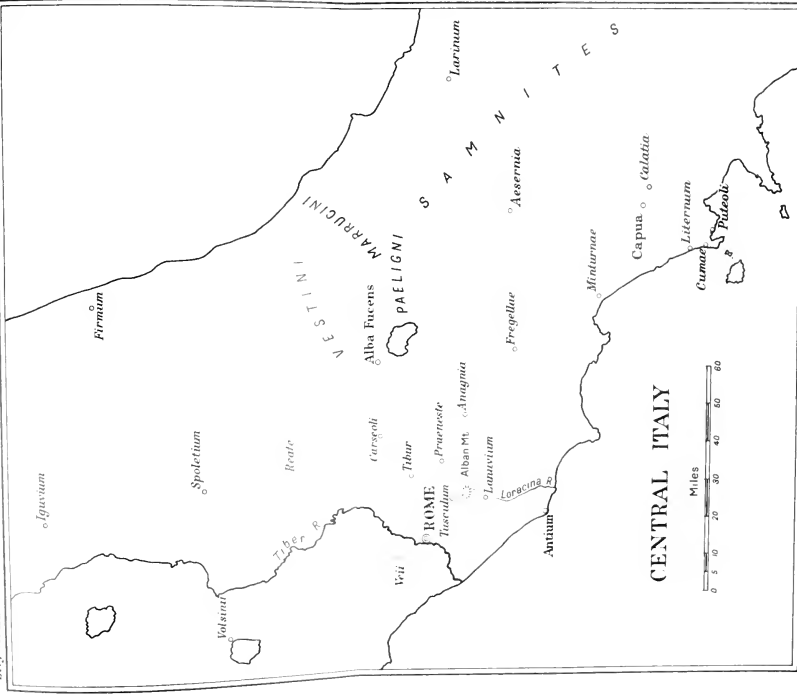 Iguvium
Firmum
Spoletium
Volsinii
Reate
Tiber R
VESTINI
MARRUCINI
Alba Fucens
PAELIGNI
Larinum
SAMNITES
Carseoli
Tibur
Veii
ROME
Praeneste
Tusculum
Alban Mt.
Anagnia
Lanuvium
Loracina R
Antium
Fregellae
Aesernia
Minturnae
Capua
Calatia
Liternum
Cumae
Puteoli
CENTRAL ITALY
Miles
0 5 10 20 30 40 50 60